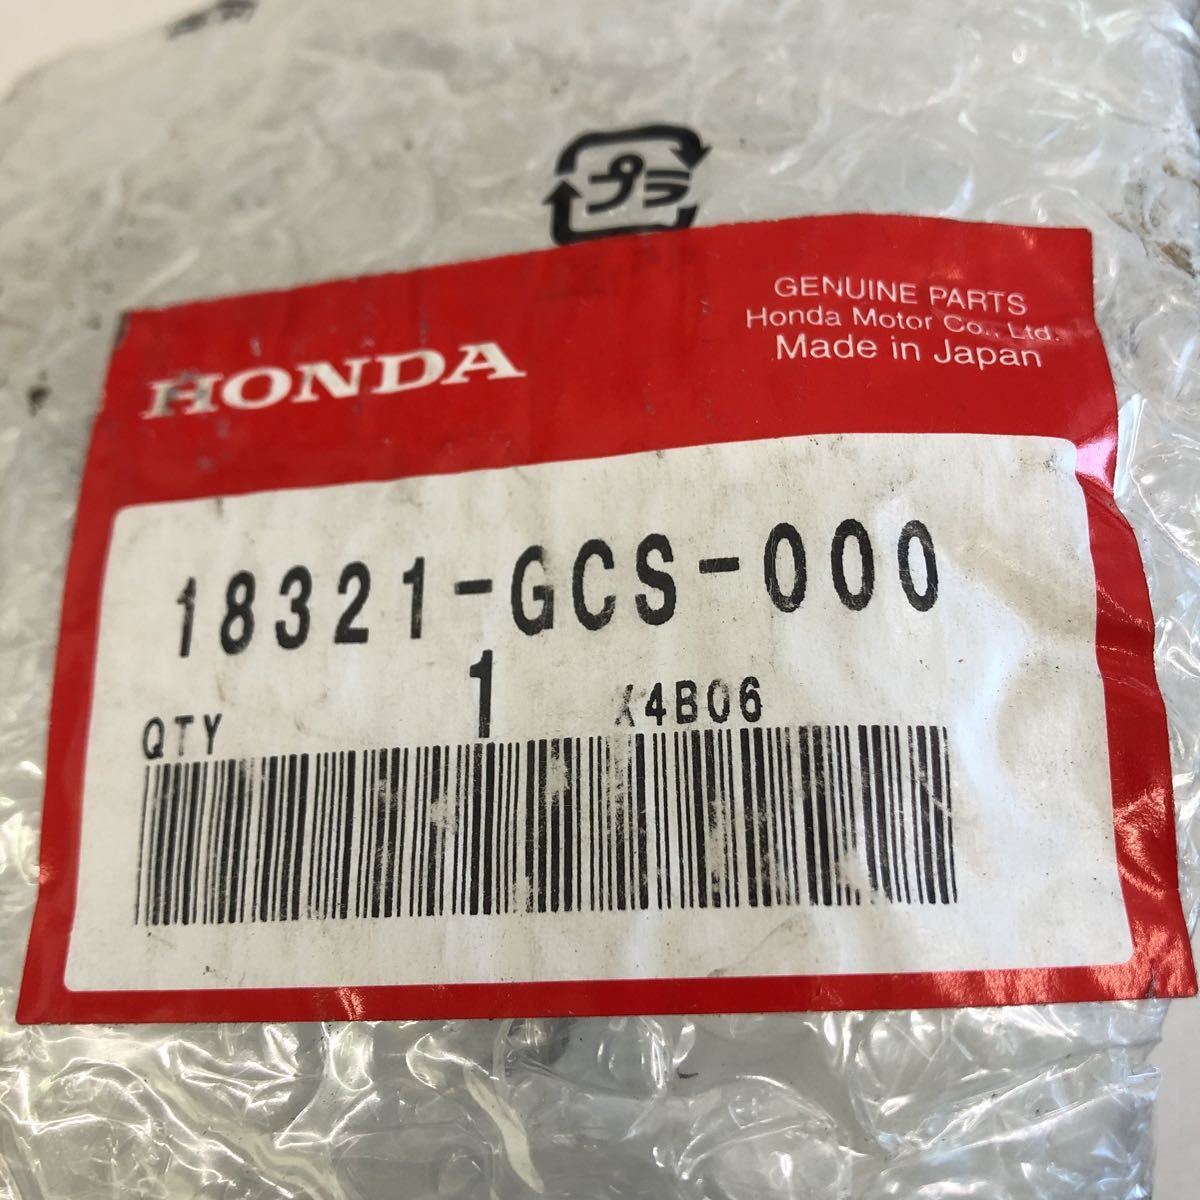 プラ
GENUINE PARTS
HONDA
Honda Motor Co., Ltd.
Made in Japan
18321-GCS-000
QTY 1 X4B06